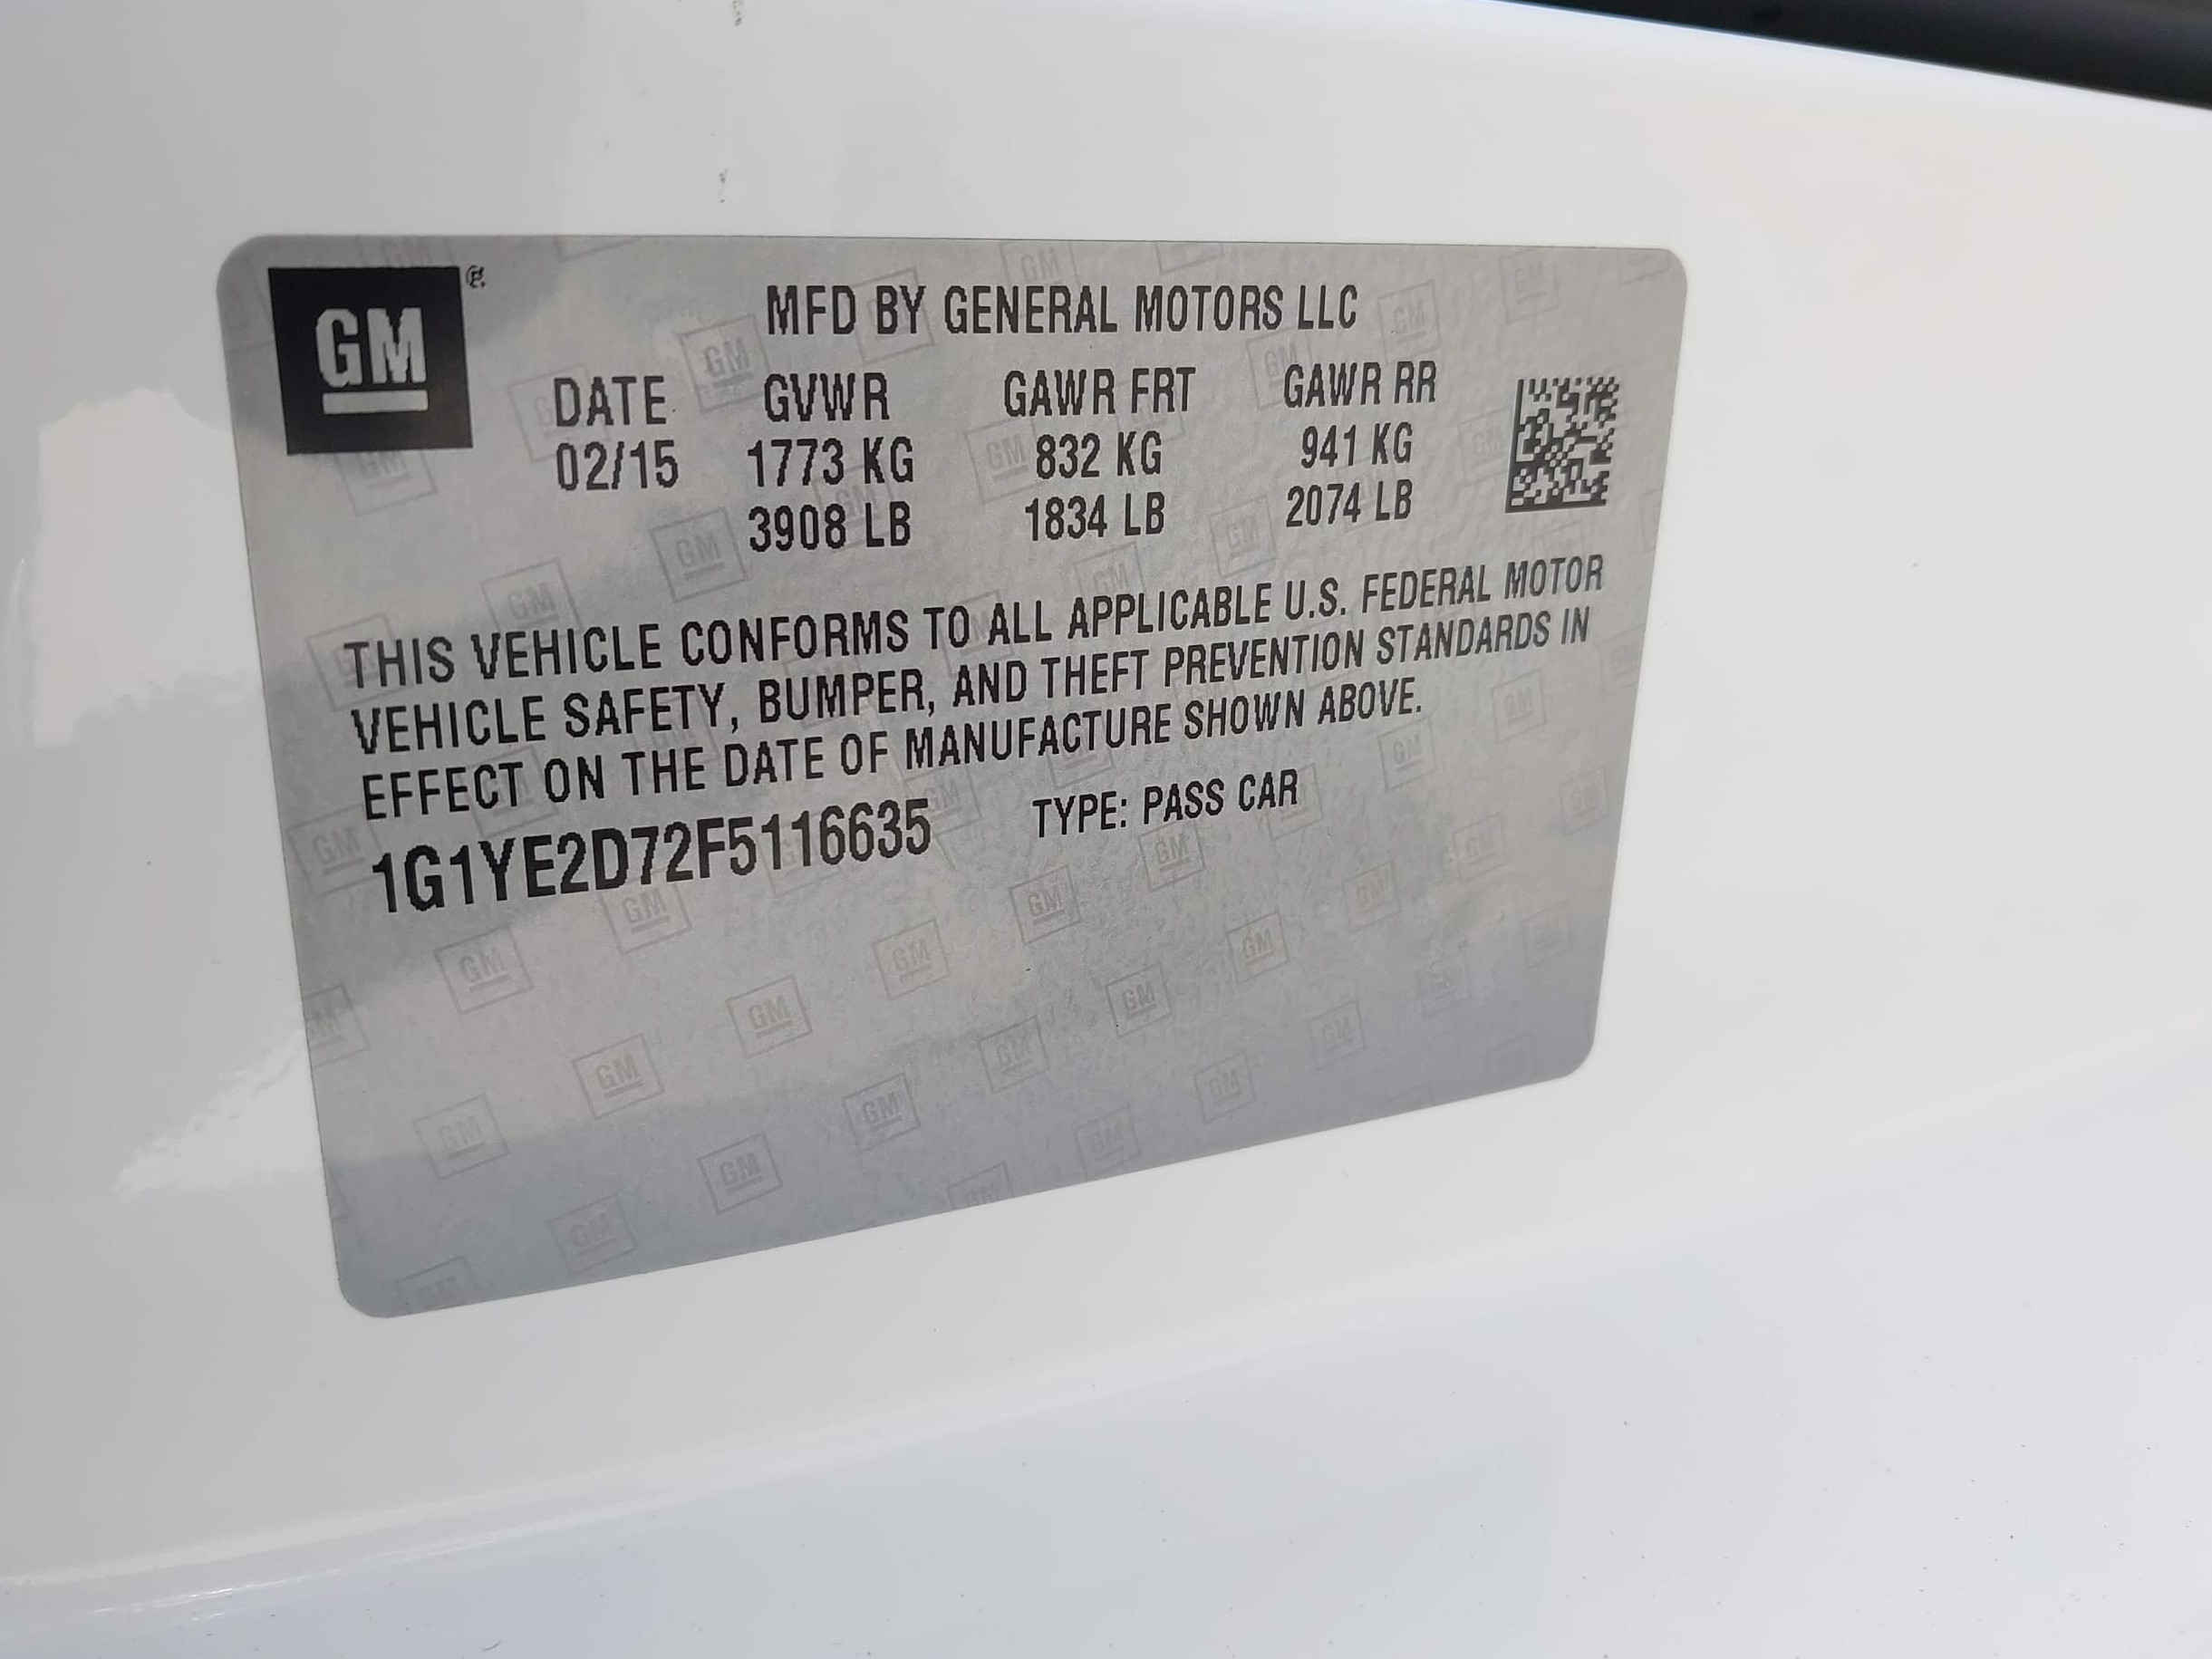 GM ®
MFD BY GENERAL MOTORS LLC
DATE GVWR GAWR FRT GAWR RR
02/15 1773 KG 832 KG 941 KG
3908 LB 1834 LB 2074 LB
THIS VEHICLE CONFORMS TO ALL APPLICABLE U.S. FEDERAL MOTOR
VEHICLE SAFETY, BUMPER, AND THEFT PREVENTION STANDARDS IN
EFFECT ON THE DATE OF MANUFACTURE SHOWN ABOVE.
1G1YE2D72F5116635 TYPE: PASS CAR